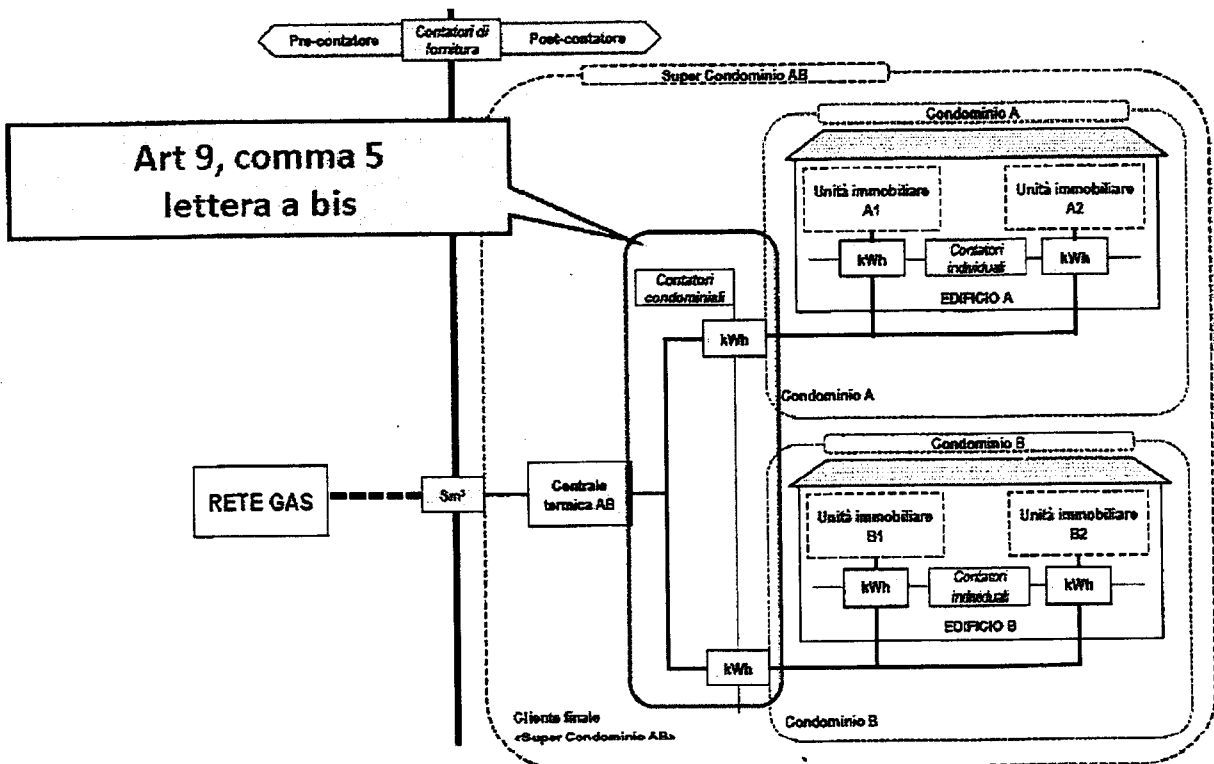 Pre-contatore
Contatori di
fornitura
Post-contatore
Super Condominio AB
Art 9, comma 5
lettera a bis
Condominio A
Unità immobiliare
A1
Unità immobiliare
A2
kWh
Contatori
individuali
kWh
EDIFICIO A
Contatori
condominiali
kWh
Condominio A
Condominio B
RETE GAS
Sm³
Centrale
termica AB
Unità immobiliare
B1
Unità immobiliare
B2
kWh
Contatori
individuali
kWh
EDIFICIO B
kWh
Cliente finale
«Super Condominio AB»
Condominio B